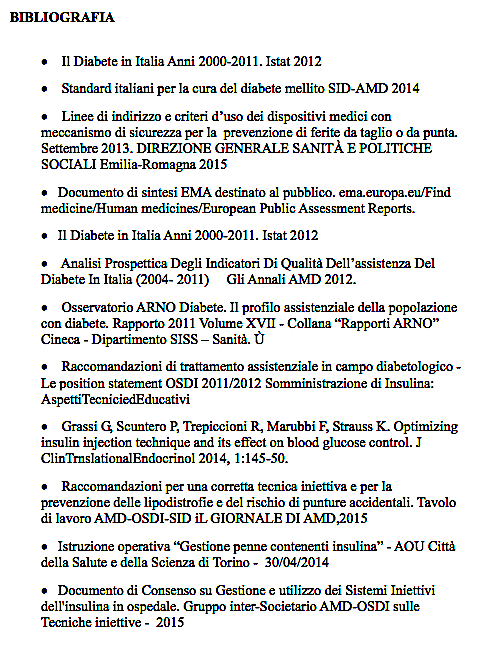 BIBLIOGRAFIA
• Il Diabete in Italia Anni 2000-2011. Istat 2012
• Standard italiani per la cura del diabete mellito SID-AMD 2014
• Linee di indirizzo e criteri d’uso dei dispositivi medici con
meccanismo di sicurezza per la prevenzione di ferite da taglio o da punta.
Settembre 2013. DIREZIONE GENERALE SANITÀ E POLITICHE
SOCIALI Emilia-Romagna 2015
• Documento di sintesi EMA destinato al pubblico. ema.europa.eu/Find
medicine/Human medicines/European Public Assessment Reports.
• Il Diabete in Italia Anni 2000-2011. Istat 2012
• Analisi Prospettica Degli Indicatori Di Qualità Dell’assistenza Del
Diabete In Italia (2004- 2011) Gli Annali AMD 2012.
• Osservatorio ARNO Diabete. Il profilo assistenziale della popolazione
con diabete. Rapporto 2011 Volume XVII - Collana “Rapporti ARNO”
Cineca - Dipartimento SISS – Sanità. Ù
• Raccomandazioni di trattamento assistenziale in campo diabetologico -
Le position statement OSDI 2011/2012 Somministrazione di Insulina:
AspettiTecniciedEducativi
• Grassi G, Scuntero P, Trepiccioni R, Marubbi F, Strauss K. Optimizing
insulin injection technique and its effect on blood glucose control. J
ClinTrnslationalEndocrinol 2014, 1:145-50.
• Raccomandazioni per una corretta tecnica iniettiva e per la
prevenzione delle lipodistrofie e del rischio di punture accidentali. Tavolo
di lavoro AMD-OSDI-SID iL GIORNALE DI AMD,2015
• Istruzione operativa “Gestione penne contenenti insulina” - AOU Città
della Salute e della Scienza di Torino - 30/04/2014
• Documento di Consenso su Gestione e utilizzo dei Sistemi Iniettivi
dell'insulina in ospedale. Gruppo inter-Societario AMD-OSDI sulle
Tecniche iniettive - 2015